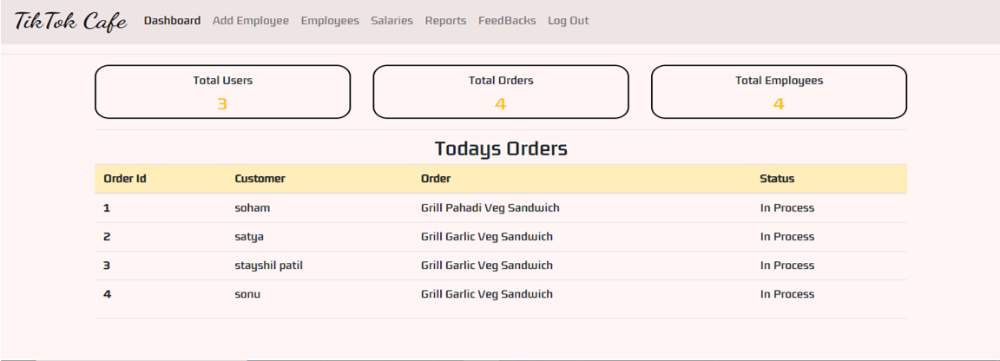 TikTok Cafe Dashboard Add Employee Employees Salaries Reports FeedBacks Log Out
Total Users Total Orders Total Employees
3 4 4
Todays Orders
Order Id Customer Order Status
1 soham Grill Pahadi Veg Sandwich In Process
2 satya Grill Garlic Veg Sandwich In Process
3 stayshil patil Grill Garlic Veg Sandwich In Process
4 sonu Grill Garlic Veg Sandwich In Process